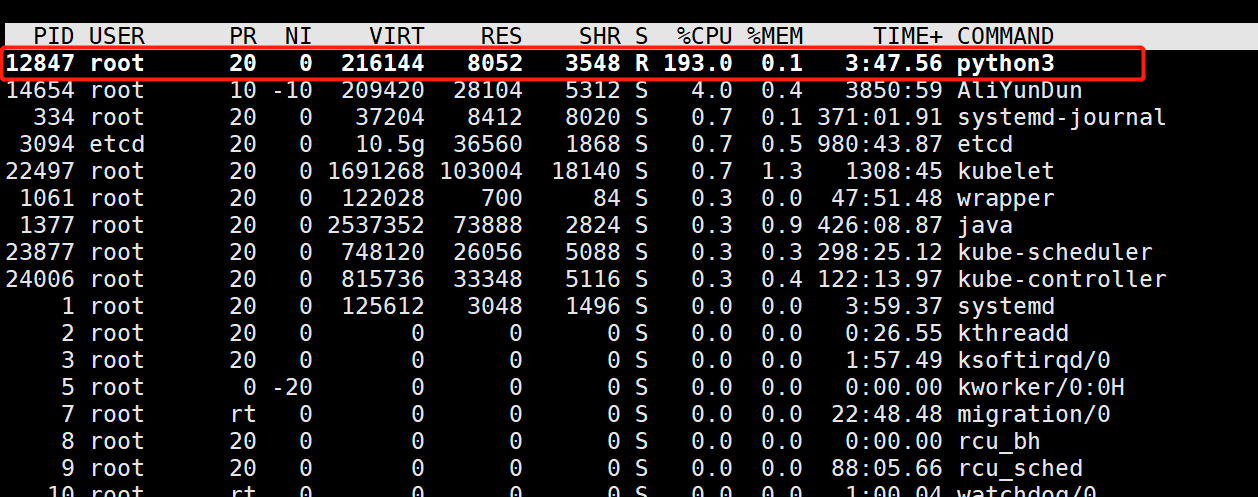 PID USER PR NI VIRT RES SHR S %CPU %MEM TIME+ COMMAND
12847 root 20 0 216144 8052 3548 R 193.0 0.1 3:47.56 python3
14654 root 10 -10 209420 28104 5312 S 4.0 0.4 3850:59 AliYunDun
334 root 20 0 37204 8412 8020 S 0.7 0.1 371:01.91 systemd-journal
3094 etcd 20 0 10.5g 36560 1868 S 0.7 0.5 980:43.87 etcd
22497 root 20 0 1691268 103004 18140 S 0.7 1.3 1308:45 kubelet
1061 root 20 0 122028 700 84 S 0.3 0.0 47:51.48 wrapper
1377 root 20 0 2537352 73888 2824 S 0.3 0.9 426:08.87 java
23877 root 20 0 748120 26056 5088 S 0.3 0.3 298:25.12 kube-scheduler
24006 root 20 0 815736 33348 5116 S 0.3 0.4 122:13.97 kube-controller
1 root 20 0 125612 3048 1496 S 0.0 0.0 3:59.37 systemd
2 root 20 0 0 0 0 S 0.0 0.0 0:26.55 kthreadd
3 root 20 0 0 0 0 S 0.0 0.0 1:57.49 ksoftirqd/0
5 root 0 -20 0 0 0 S 0.0 0.0 0:00.00 kworker/0:0H
7 root rt 0 0 0 0 S 0.0 0.0 22:48.48 migration/0
8 root 20 0 0 0 0 S 0.0 0.0 0:00.00 rcu_bh
9 root 20 0 0 0 0 S 0.0 0.0 88:05.66 rcu_sched
10 root rt 0 0 0 0 S 0.0 0.0 1:00.04 watchdog/0